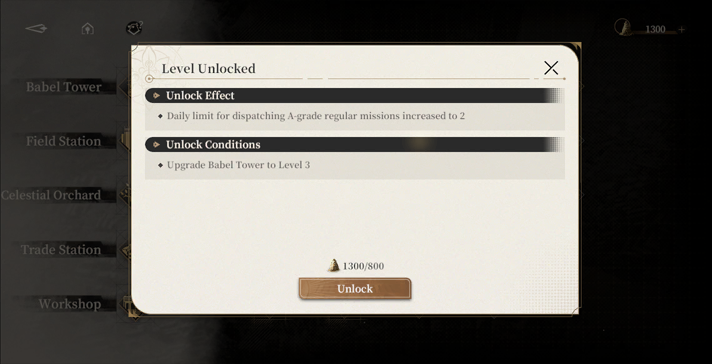 1300
Level Unlocked
Babel Tower
Unlock Effect
Daily limit for dispatching A-grade regular missions increased to 2
Field Station
Unlock Conditions
Upgrade Babel Tower to Level 3
Celestial Orchard
Trade Station
1300/800
Unlock
Workshop